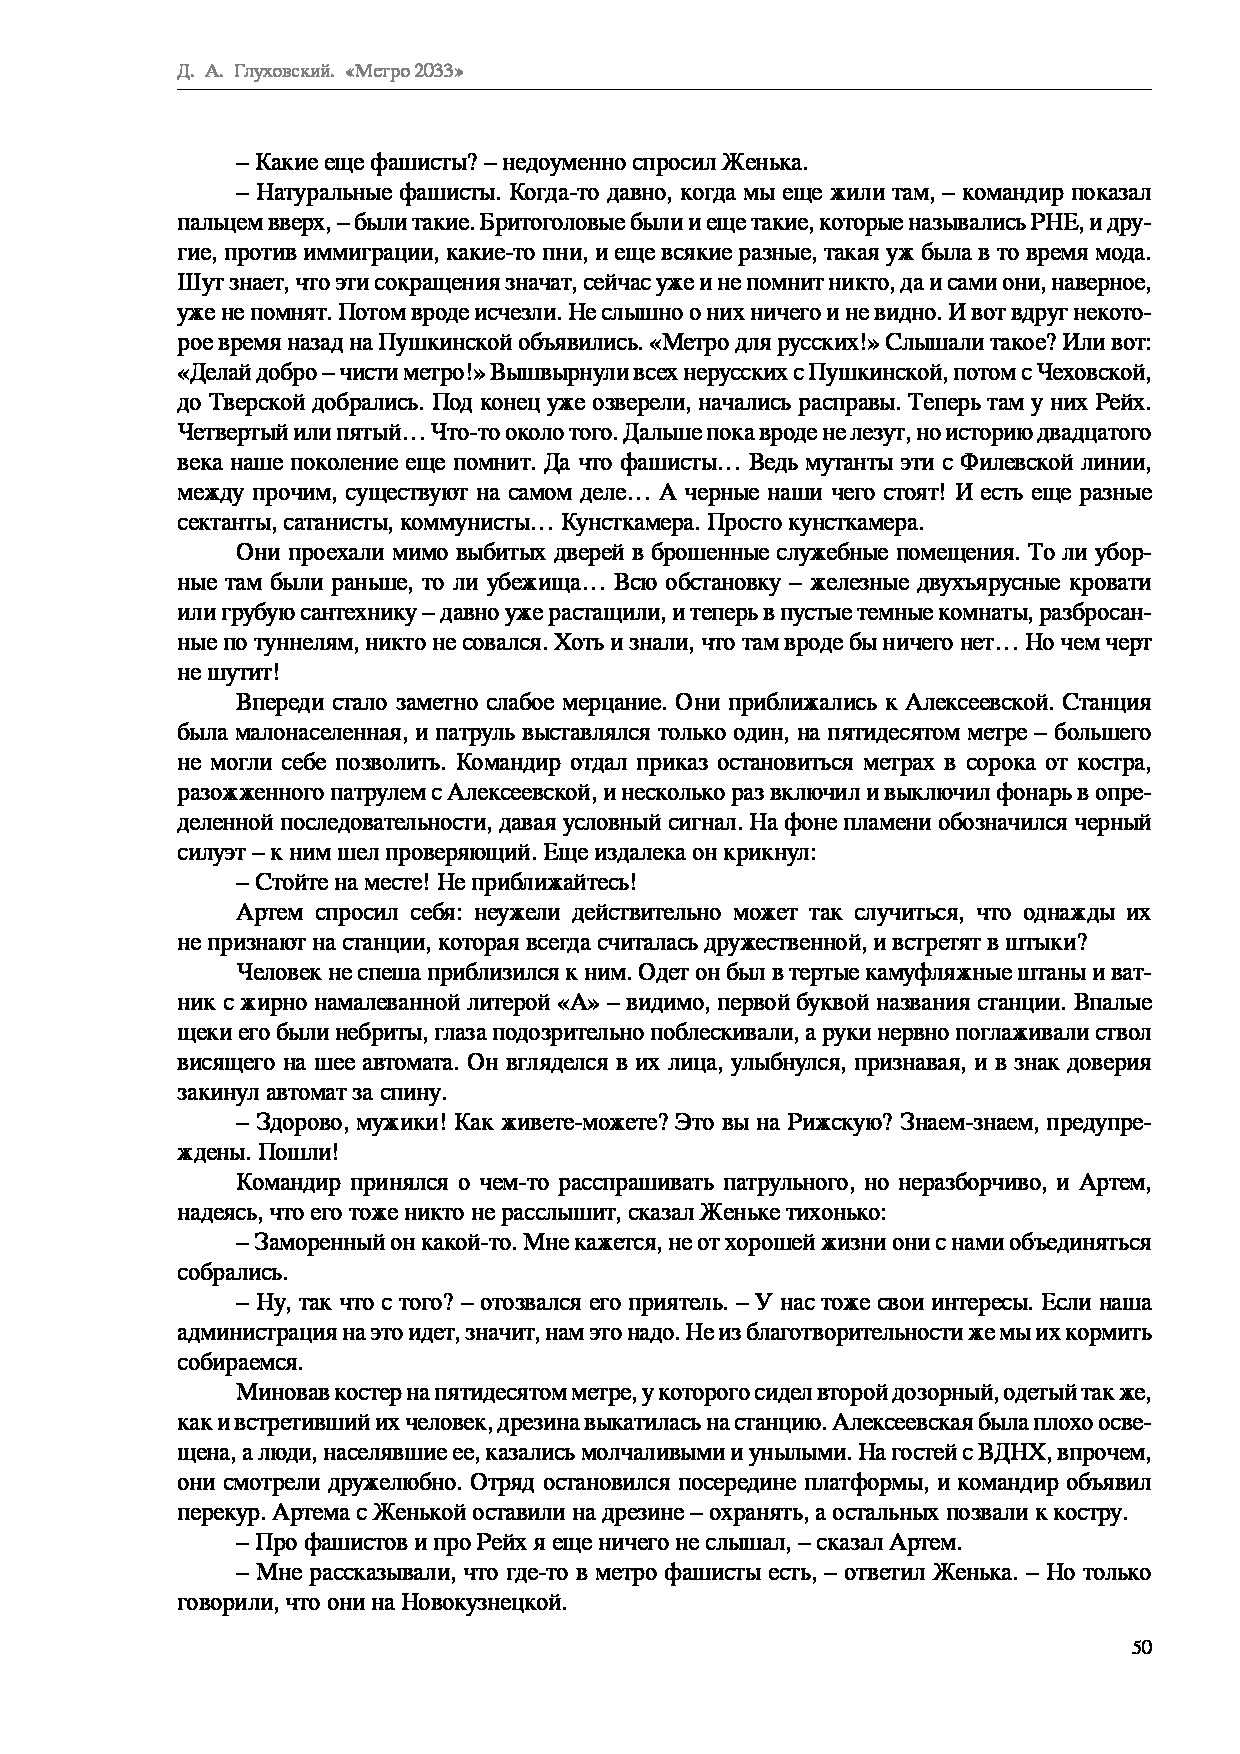 Д. А. Глуховский. «Метро 2033»
– Какие еще фашисты? – недоуменно спросил Женька.
– Натуральные фашисты. Когда-то давно, когда мы еще жили там, – командир показал
пальцем вверх, – были такие. Бритоголовые были и еще такие, которые назывались РНЕ, и дру-
гие, против иммиграции, какие-то пни, и еще всякие разные, такая уж была в то время мода.
Шут знает, что эти сокращения значат, сейчас уже и не помнит никто, да и сами они, наверное,
уже не помнят. Потом вроде исчезли. Не слышно о них ничего и не видно. И вот вдруг некото-
рое время назад на Пушкинской объявились. «Метро для русских!» Слышали такое? Или вот:
«Делай добро – чисти метро!» Вышвырнули всех нерусских с Пушкинской, потом с Чеховской,
до Тверской добрались. Под конец уже озверели, начались расправы. Теперь там у них Рейх.
Четвертый или пятый… Что-то около того. Дальше пока вроде не лезут, но историю двадцатого
века наше поколение еще помнит. Да что фашисты… Ведь мутанты эти с Филевской линии,
между прочим, существуют на самом деле… А черные наши чего стоят! И есть еще разные
сектанты, сатанисты, коммунисты… Кунсткамера. Просто кунсткамера.
Они проехали мимо выбитых дверей в брошенные служебные помещения. То ли убор-
ные там были раньше, то ли убежища… Всю обстановку – железные двухъярусные кровати
или грубую сантехнику – давно уже растащили, и теперь в пустые темные комнаты, разбросан-
ные по туннелям, никто не совался. Хоть и знали, что там вроде бы ничего нет… Но чем черт
не шутит!
Впереди стало заметно слабое мерцание. Они приближались к Алексеевской. Станция
была малонаселенная, и патруль выставлялся только один, на пятидесятом метре – большего
не могли себе позволить. Командир отдал приказ остановиться метрах в сорока от костра,
разожженного патрулем с Алексеевской, и несколько раз включил и выключил фонарь в опре-
деленной последовательности, давая условный сигнал. На фоне пламени обозначился черный
силуэт – к ним шел проверяющий. Еще издалека он крикнул:
– Стойте на месте! Не приближайтесь!
Артем спросил себя: неужели действительно может так случиться, что однажды их
не признают на станции, которая всегда считалась дружественной, и встретят в штыки?
Человек не спеша приблизился к ним. Одет он был в тертые камуфляжные штаны и ват-
ник с жирно намалеванной литерой «А» – видимо, первой буквой названия станции. Впалые
щеки его были небриты, глаза подозрительно поблескивали, а руки нервно поглаживали ствол
висящего на шее автомата. Он вгляделся в их лица, улыбнулся, признавая, и в знак доверия
закинул автомат за спину.
– Здорово, мужики! Как живете-можете? Это вы на Рижскую? Знаем-знаем, предупре-
ждены. Пошли!
Командир принялся о чем-то расспрашивать патрульного, но неразборчиво, и Артем,
надеясь, что его тоже никто не расслышит, сказал Женьке тихонько:
– Заморенный он какой-то. Мне кажется, не от хорошей жизни они с нами объединяться
собрались.
– Ну, так что с того? – отозвался его приятель. – У нас тоже свои интересы. Если наша
администрация на это идет, значит, нам это надо. Не из благотворительности же мы их кормить
собираемся.
Миновав костер на пятидесятом метре, у которого сидел второй дозорный, одетый так же,
как и встретивший их человек, дрезина выкатилась на станцию. Алексеевская была плохо осве-
щена, а люди, населявшие ее, казались молчаливыми и унылыми. На гостей с ВДНХ, впрочем,
они смотрели дружелюбно. Отряд остановился посередине платформы, и командир объявил
перекур. Артема с Женькой оставили на дрезине – охранять, а остальных позвали к костру.
– Про фашистов и про Рейх я еще ничего не слышал, – сказал Артем.
– Мне рассказывали, что где-то в метро фашисты есть, – ответил Женька. – Но только
говорили, что они на Новокузнецкой.
50